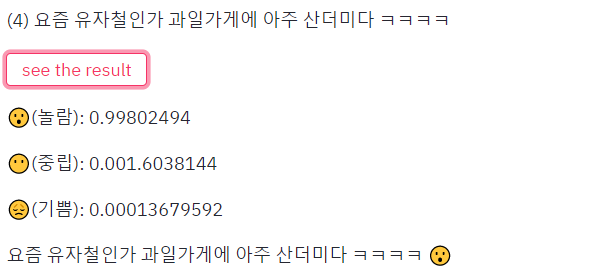 (4) 요즘 유자철인가 과일가게에 아주 산더미다 ㅋㅋㅋㅋ
see the result
😮(놀람): 0.99802494
😶(중립): 0.001.6038144
😔(기쁨): 0.00013679592
요즘 유자철인가 과일가게에 아주 산더미다 ㅋㅋㅋㅋ 😮